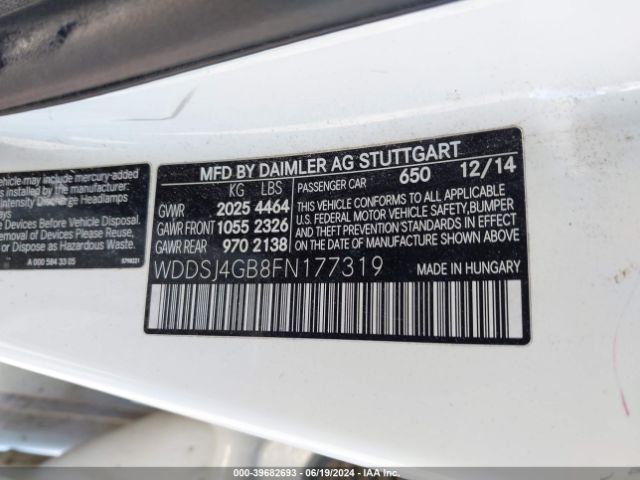 ehicle may include mercury-added
installed by the manufacturer:
ntensity Discharge Headlamps
ays
e Devices Before Vehicle Disposal.
Removal of Devices Please Reuse,
or Dispose as Hazardous Waste.
A 000 584 33 05
MFD BY DAIMLER AG STUTTGART
KG LBS PASSENGER CAR 650 12/14
GVWR 2025 4464
GAWR FRONT 1055 2326
GAWR REAR 970 2138
THIS VEHICLE CONFORMS TO ALL APPLICABLE
U.S. FEDERAL MOTOR VEHICLE SAFETY, BUMPER
AND THEFT PREVENTION STANDARDS IN EFFECT
ON THE DATE OF MANUFACTURE SHOWN ABOVE.
WDDSJ4GB8FN177319 MADE IN HUNGARY
000-39682693 - 06/19/2024 - IAA Inc.